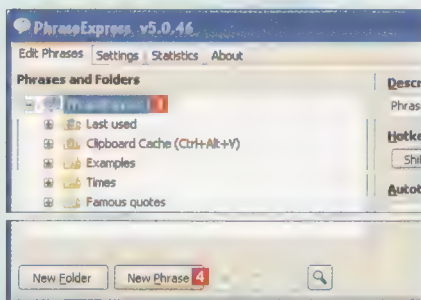 PhraseExpress v5.0.46
Edit Phrases Settings Statistics About
Phrases and Folders
Descr
Phras
1
Last used
Clipboard Cache (Ctrl+Alt+V)
Hotke
Examples
Shi
Times
Autot
Famous quotes
New Folder New Phrase 4